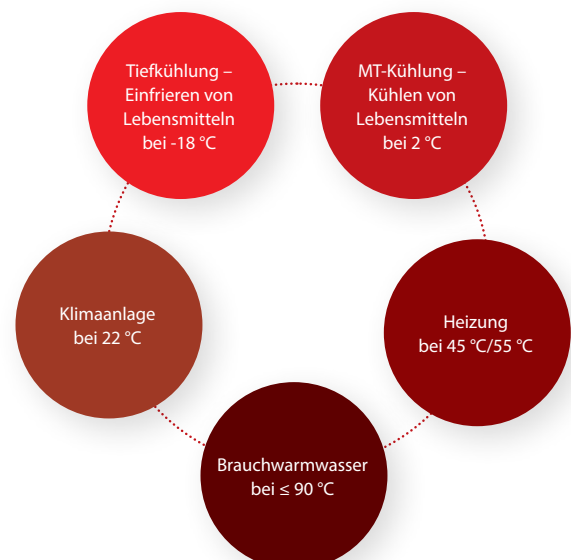 Tiefkühlung –
Einfrieren von
Lebensmitteln
bei -18 °C
MT-Kühlung –
Kühlen von
Lebensmitteln
bei 2 °C
Klimaanlage
bei 22 °C
Heizung
bei 45 °C/55 °C
Brauchwarmwasser
bei ≤ 90 °C